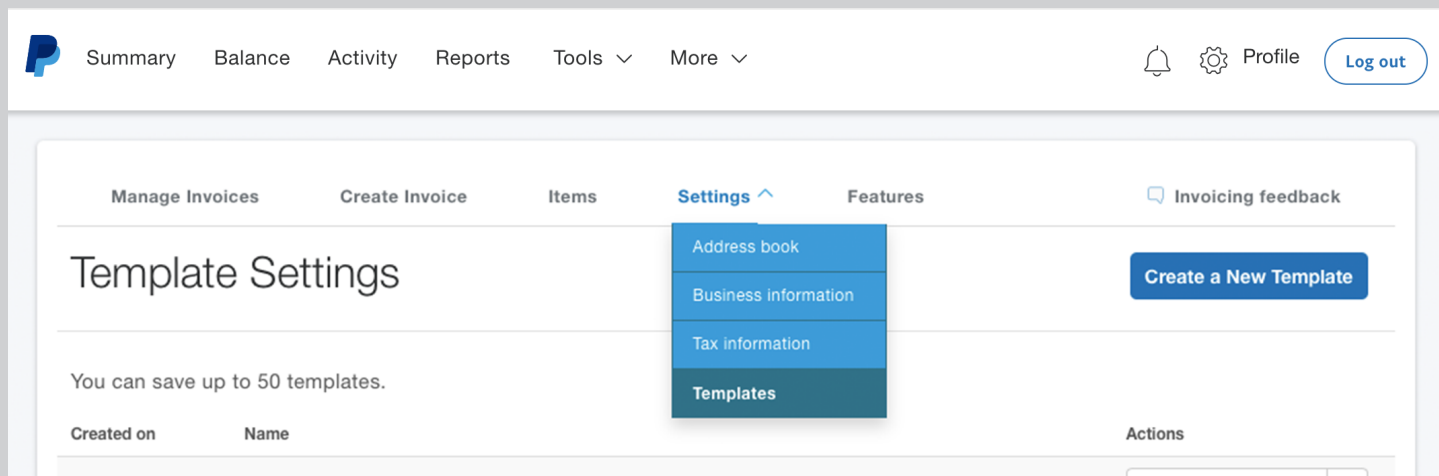 Summary Balance Activity Reports Tools More Profile Log out
Manage Invoices Create Invoice Items Settings Features Invoicing feedback
Address book
Template Settings Create a New Template
Business information
Tax information
You can save up to 50 templates.
Templates
Created on Name Actions